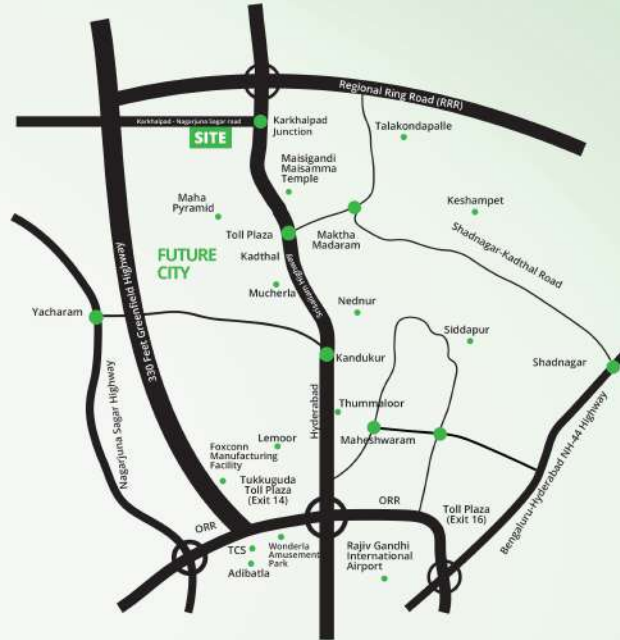 Regional Ring Road (RRR)
Karkhalpad - Nagarjuna Sagar road
Karkhalpad
Junction
SITE
Talakondapalle
Maisigandi
Maisamma
Temple
Maha
Pyramid
Keshampet
Toll Plaza
Maktha
Madaram
Shadnagar-Kadthal Road
FUTURE
CITY
Kadthal
Srisailam Highway
Mucherla
Nednur
330 Feet Greenfield Highway
Yacharam
Siddapur
Kandukur
Shadnagar
Nagarjuna Sagar Highway
Hyderabad
Thummaloor
Maheshwaram
Bengaluru-Hyderabad NH-44 Highway
Lemoor
Foxconn
Manufacturing
Facility
Tukkuguda
Toll Plaza
(Exit 14)
ORR
ORR
Toll Plaza
(Exit 16)
TCS
Wonderla
Amusement
Park
Adibatla
Rajiv Gandhi
International
Airport